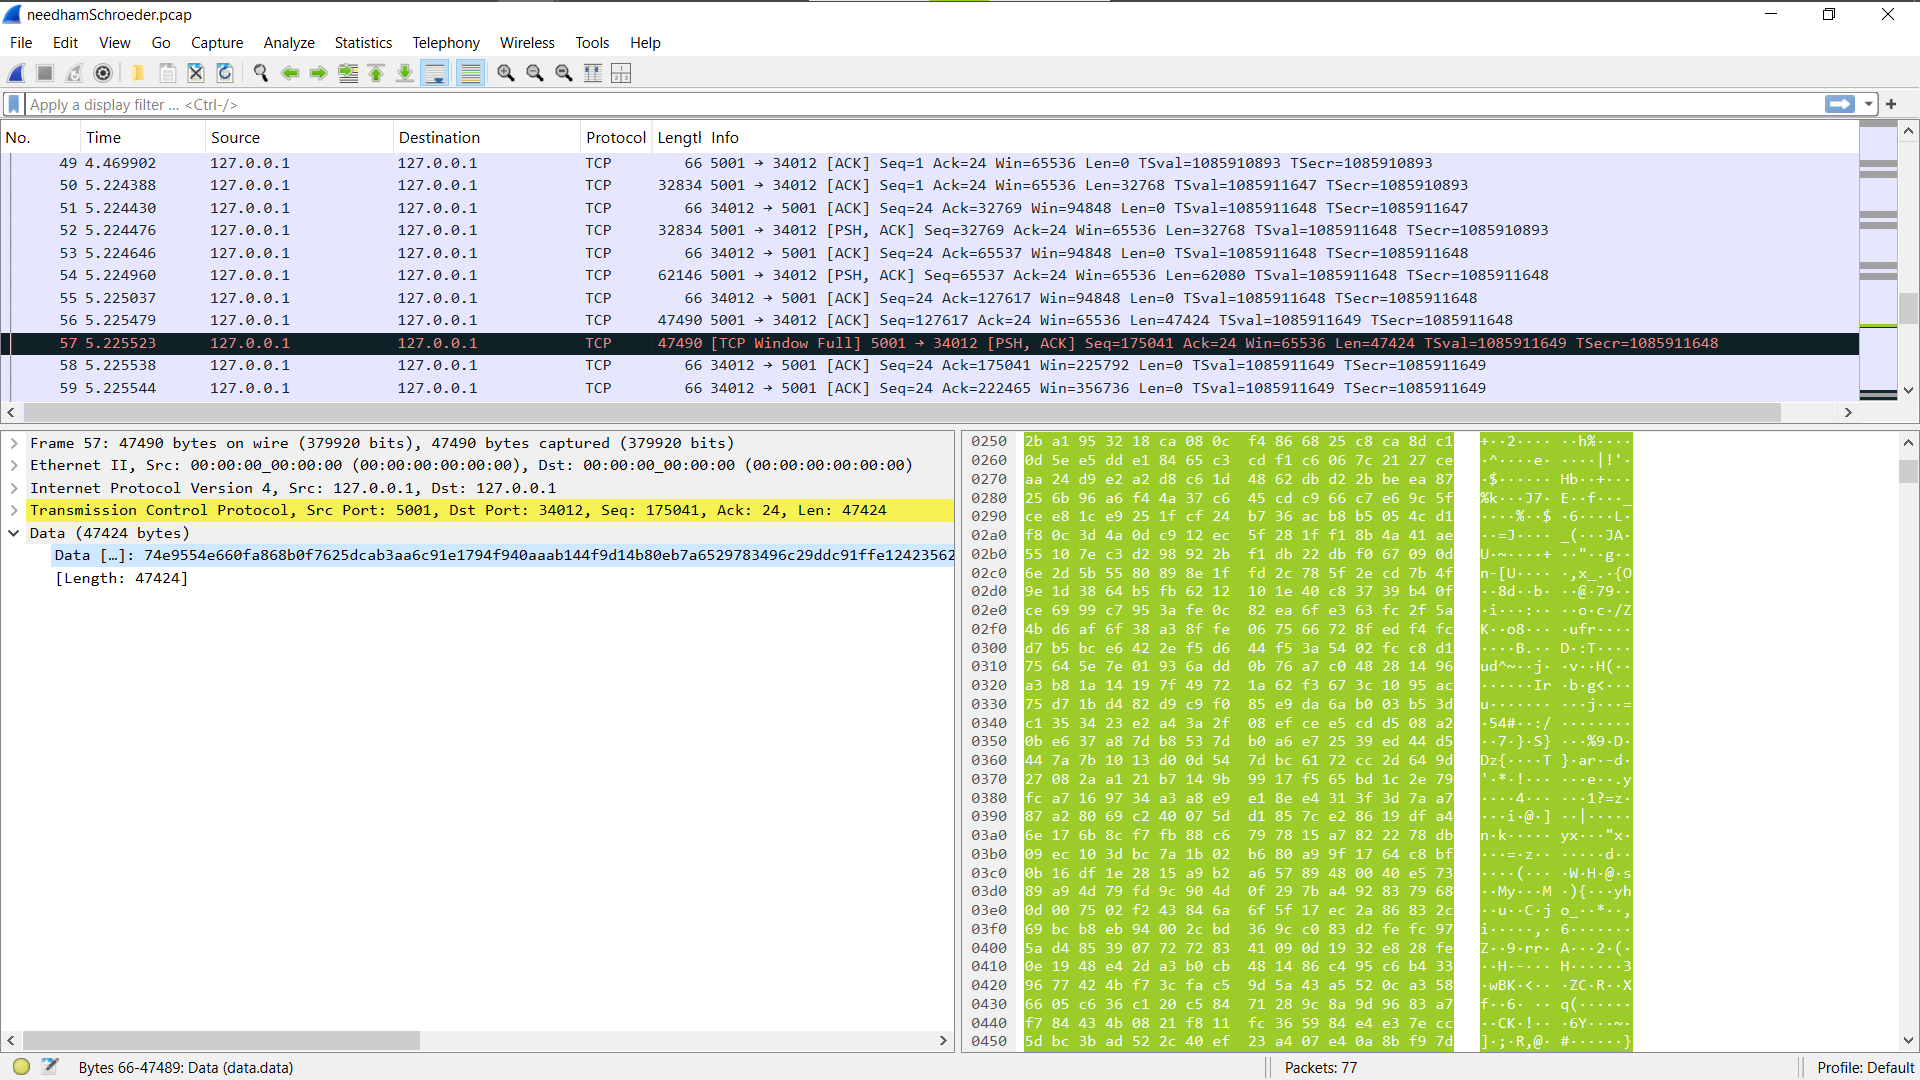 needhamSchroeder.pcap
File Edit View Go Capture Analyze Statistics Telephony Wireless Tools Help
Apply a display filter … <Ctrl-/>
No. Time Source Destination Protocol Length Info
49 4.469902 127.0.0.1 127.0.0.1 TCP 66 5001 → 34012 [ACK] Seq=1 Ack=24 Win=65536 Len=0 TSval=1085910893 TSecr=1085910893
50 5.224388 127.0.0.1 127.0.0.1 TCP 32834 5001 → 34012 [ACK] Seq=1 Ack=24 Win=65536 Len=32768 TSval=1085911647 TSecr=1085910893
51 5.224430 127.0.0.1 127.0.0.1 TCP 66 34012 → 5001 [ACK] Seq=24 Ack=32769 Win=94848 Len=0 TSval=1085911648 TSecr=1085911647
52 5.224476 127.0.0.1 127.0.0.1 TCP 32834 5001 → 34012 [PSH, ACK] Seq=32769 Ack=24 Win=65536 Len=32768 TSval=1085911648 TSecr=1085910893
53 5.224646 127.0.0.1 127.0.0.1 TCP 66 34012 → 5001 [ACK] Seq=24 Ack=65537 Win=94848 Len=0 TSval=1085911648 TSecr=1085911648
54 5.224960 127.0.0.1 127.0.0.1 TCP 62146 5001 → 34012 [PSH, ACK] Seq=65537 Ack=24 Win=65536 Len=62080 TSval=1085911648 TSecr=1085911648
55 5.225037 127.0.0.1 127.0.0.1 TCP 66 34012 → 5001 [ACK] Seq=24 Ack=127617 Win=94848 Len=0 TSval=1085911648 TSecr=1085911648
56 5.225479 127.0.0.1 127.0.0.1 TCP 47490 5001 → 34012 [ACK] Seq=127617 Ack=24 Win=65536 Len=47424 TSval=1085911649 TSecr=1085911648
57 5.225523 127.0.0.1 127.0.0.1 TCP 47490 [TCP Window Full] 5001 → 34012 [PSH, ACK] Seq=175041 Ack=24 Win=65536 Len=47424 TSval=1085911649 TSecr=1085911648
58 5.225538 127.0.0.1 127.0.0.1 TCP 66 34012 → 5001 [ACK] Seq=24 Ack=175041 Win=225792 Len=0 TSval=1085911649 TSecr=1085911649
59 5.225544 127.0.0.1 127.0.0.1 TCP 66 34012 → 5001 [ACK] Seq=24 Ack=222465 Win=356736 Len=0 TSval=1085911649 TSecr=1085911649
Frame 57: 47490 bytes on wire (379920 bits), 47490 bytes captured (379920 bits)
Ethernet II, Src: 00:00:00_00:00:00 (00:00:00:00:00:00), Dst: 00:00:00_00:00:00 (00:00:00:00:00:00)
Internet Protocol Version 4, Src: 127.0.0.1, Dst: 127.0.0.1
Transmission Control Protocol, Src Port: 5001, Dst Port: 34012, Seq: 175041, Ack: 24, Len: 47424
Data (47424 bytes)
Data […]: 74e9554e660fa868b0f7625dcab3aa6c91e1794f940aaab144f9d14b80eb7a6529783496c29ddc91ffe12423562
[Length: 47424]
0250 2b a1 95 32 18 ca 08 0c f4 86 68 25 c8 ca 8d c1 +··2···· ··h%····
0260 0d 5e e5 dd e1 84 65 c3 cd f1 c6 06 7c 21 27 ce ·^····e· ····|!'·
0270 aa 24 d9 e2 a2 d8 c6 1d 48 62 db d2 2b be ea 87 ·$······ Hb··+···
0280 25 6b 96 a6 f4 4a 37 c6 45 cd c9 66 c7 e6 9c 5f %k···J7· E··f···_
0290 ce e8 1c e9 25 1f cf 24 b7 36 ac b8 b5 05 4c d1 ····%··$ ·6····L·
02a0 f8 0c 3d 4a 0d c9 12 ec 5f 28 1f f1 8b 4a 41 ae ··=J···· _(···JA·
02b0 55 10 7e c3 d2 98 92 2b f1 db 22 db f0 67 09 0d U·~····+ ··"··g··
02c0 6e 2d 5b 55 80 89 8e 1f fd 2c 78 5f 2e cd 7b 4f n-[U···· ·,x_.·{O
02d0 9e 1d 38 64 b5 fb 62 12 10 1e 40 c8 37 39 b4 0f ··8d··b· ··@·79··
02e0 ce 69 99 c7 95 3a fe 0c 82 ea 6f e3 63 fc 2f 5a ·i···:·· ··o·c·/Z
02f0 4b d6 af 6f 38 a3 8f fe 06 75 66 72 8f ed f4 fc K··o8··· ·ufr····
0300 d7 b5 bc e6 42 2e f5 d6 44 f5 3a 54 02 fc c8 d1 ····B.·· D·:T····
0310 75 64 5e 7e 01 93 6a dd 0b 76 a7 c0 48 28 14 96 ud^~··j· ·v··H(··
0320 a3 b8 1a 14 19 7f 49 72 1a 62 f3 67 3c 10 95 ac ······Ir ·b·g<···
0330 75 d7 1b d4 82 d9 c9 f0 85 e9 da 6a b0 03 b5 3d u······· ···j···=
0340 c1 35 34 23 e2 a4 3a 2f 08 ef ce e5 cd d5 08 a2 ·54#··:/ ········
0350 0b e6 37 a8 7d b8 53 7d b0 a6 e7 25 39 ed 44 d5 ··7·}·S} ···%9·D·
0360 44 7a 7b 10 13 d0 0d 54 7d bc 61 72 cc 2d 64 9d Dz{····T }·ar·-d·
0370 27 08 2a a1 21 b7 14 9b 99 17 f5 65 bd 1c 2e 79 '·*·!··· ···e··.y
0380 fc a7 16 97 34 a3 a8 e9 e1 8e e4 31 3f 3d 7a a7 ····4··· ···1?=z·
0390 87 a2 80 69 c2 40 07 5d d1 85 7c e2 86 19 df a4 ···i·@·] ··|·····
03a0 6e 17 6b 8c f7 fb 88 c6 79 78 15 a7 82 22 78 db n·k····· yx···"x·
03b0 09 ec 10 3d bc 7a 1b 02 b6 80 a9 9f 17 64 c8 bf ···=·z·· ·····d··
03c0 0b 16 df 1e 28 15 a9 b2 a6 57 89 48 00 40 e5 73 ····(··· ·W·H·@·s
03d0 89 a9 4d 79 fd 9c 90 4d 0f 29 7b a4 92 83 79 68 ··My···M ·){···yh
03e0 0d 00 75 02 f2 43 84 6a 6f 5f 17 ec 2a 86 83 2c ··u··C·j o_··*··,
03f0 69 bc b8 eb 94 00 2c bd 36 9c c0 83 d2 fe fc 97 i·····,· 6·······
0400 5a d4 85 39 07 72 72 83 41 09 0d 19 32 e8 28 fe Z··9·rr· A···2·(·
0410 0e 19 48 e4 2d a3 b0 cb 48 14 86 c4 95 c6 b4 33 ··H·-··· H······3
0420 96 77 42 4b f7 3c fa c5 9d 5a 43 a5 52 0c a3 58 ·wBK·<·· ·ZC·R··X
0430 66 05 c6 36 c1 20 c5 84 71 28 9c 8a 9d 96 83 a7 f··6· ·· q(······
0440 f7 84 43 4b 08 21 f8 11 fc 36 59 84 e4 e3 7e cc ··CK·!·· ·6Y···~·
0450 5d bc 3b ad 52 2c 40 ef 23 a4 07 e4 0a 8b f9 7d ]·;·R,@· #······}
Bytes 66-47489: Data (data.data) Packets: 77 Profile: Default